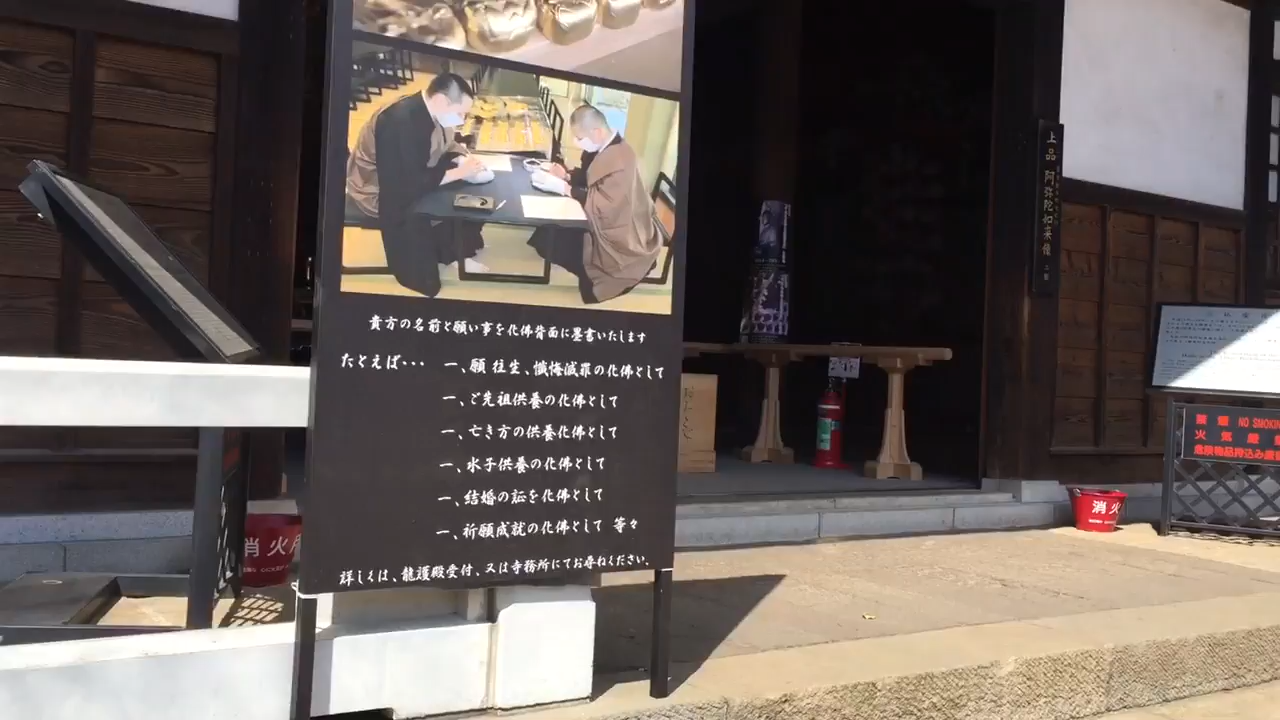 貴方の名前と願い事を化佛背面に墨書いたします
たとえば・・・ 一、願往生、懺悔滅罪の化佛として
一、ご先祖供養の化佛として
一、亡き方の供養化佛として
一、水子供養の化佛として
一、結婚の証を化佛として
一、祈願成就の化佛として 等々
詳しくは、龍護殿受付、又は寺務所にてお尋ねください。
上品 阿弥陀如来像
消火用
消火
禁煙 NO SMOKIN
火気厳
危険物品持込み厳